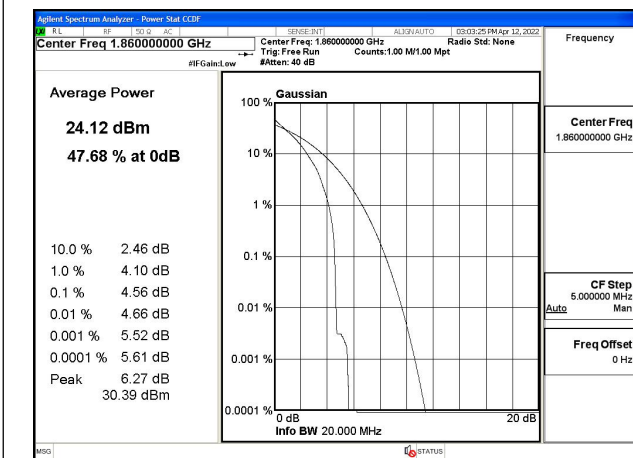 Agilent Spectrum Analyzer - Power Stat CCDF
RL RF 50 Ω AC SENSE:INT ALIGN AUTO 03:03:25 PM Apr 12, 2022
Center Freq 1.860000000 GHz
Center Freq: 1.860000000 GHz Radio Std: None
Trig: Free Run Counts:1.00 M/1.00 Mpt
#IFGain:Low #Atten: 40 dB
Frequency
Average Power
24.12 dBm
47.68 % at 0dB
10.0 % 2.46 dB
1.0 % 4.10 dB
0.1 % 4.56 dB
0.01 % 4.66 dB
0.001 % 5.52 dB
0.0001 % 5.61 dB
Peak 6.27 dB
30.39 dBm
Gaussian
100 %
10 %
1 %
0.1 %
0.01 %
0.001 %
0.0001 %
0 dB 20 dB
Info BW 20.000 MHz
Center Freq
1.860000000 GHz
CF Step
5.000000 MHz
Auto Man
Freq Offset
0 Hz
MSG STATUS